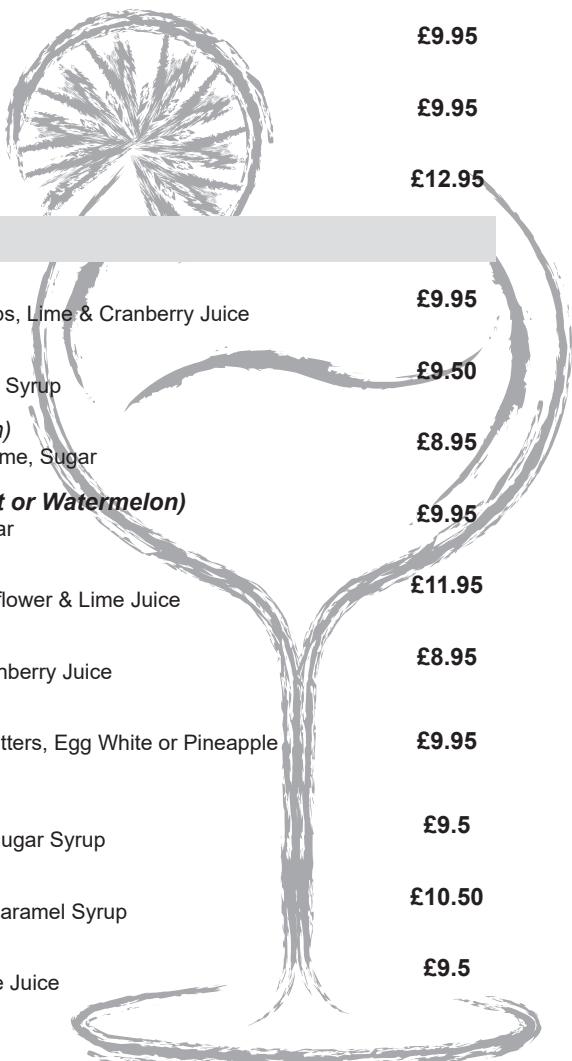 £9.95
£9.95
£12.95
£9.95
os, Lime & Cranberry Juice
£9.50
Syrup
n)
£8.95
me, Sugar
t or Watermelon)
£9.95
ar
£11.95
flower & Lime Juice
£8.95
nberry Juice
tters, Egg White or Pineapple £9.95
£9.5
ugar Syrup
£10.50
aramel Syrup
£9.5
e Juice